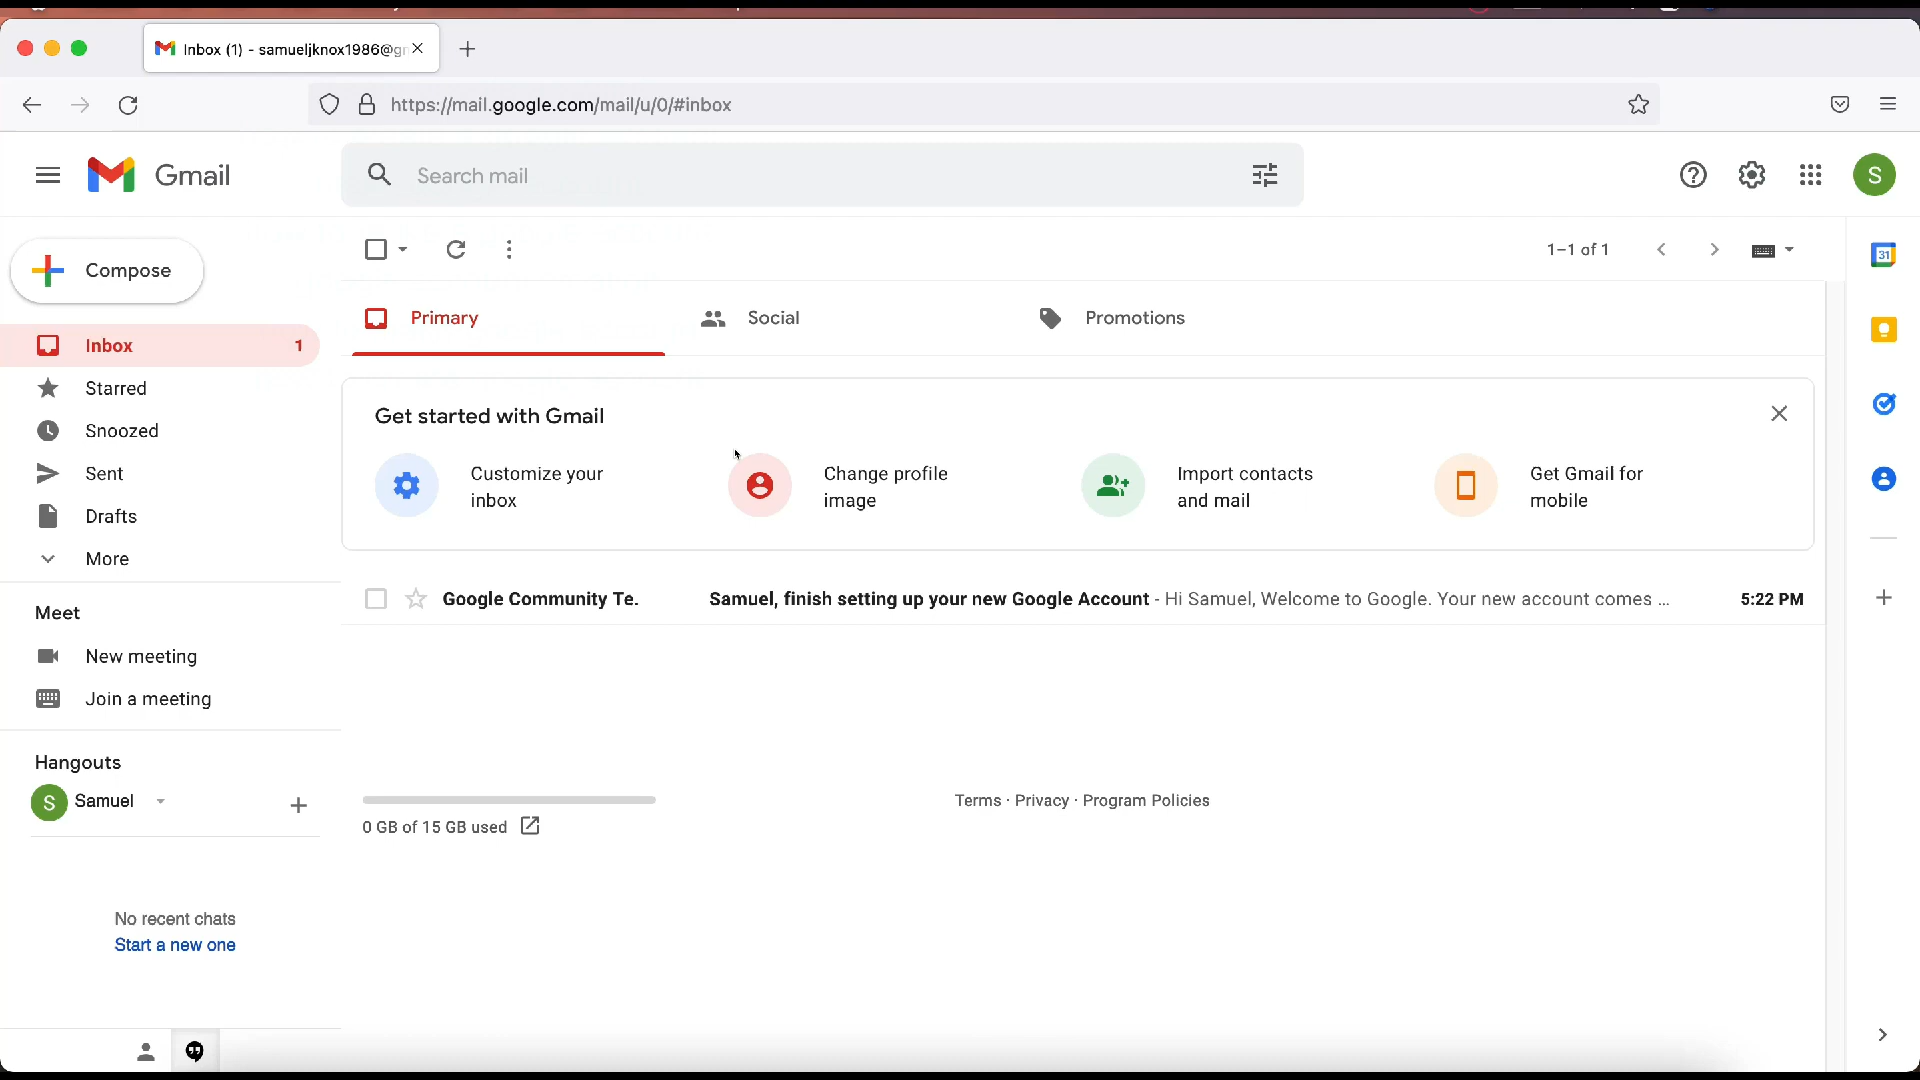 Inbox (1) - samueljknox1986@gr
https://mail.google.com/mail/u/0/#inbox
Gmail
Search mail
S
Compose
1–1 of 1
31
Primary
Social
Promotions
Inbox
1
Starred
Snoozed
Sent
Drafts
More
Get started with Gmail
Customize your
inbox
Change profile
image
Import contacts
and mail
Get Gmail for
mobile
Google Community Te.
Samuel, finish setting up your new Google Account - Hi Samuel, Welcome to Google. Your new account comes ...
5:22 PM
Meet
New meeting
Join a meeting
Hangouts
S
Samuel
No recent chats
Start a new one
0 GB of 15 GB used
Terms · Privacy · Program Policies